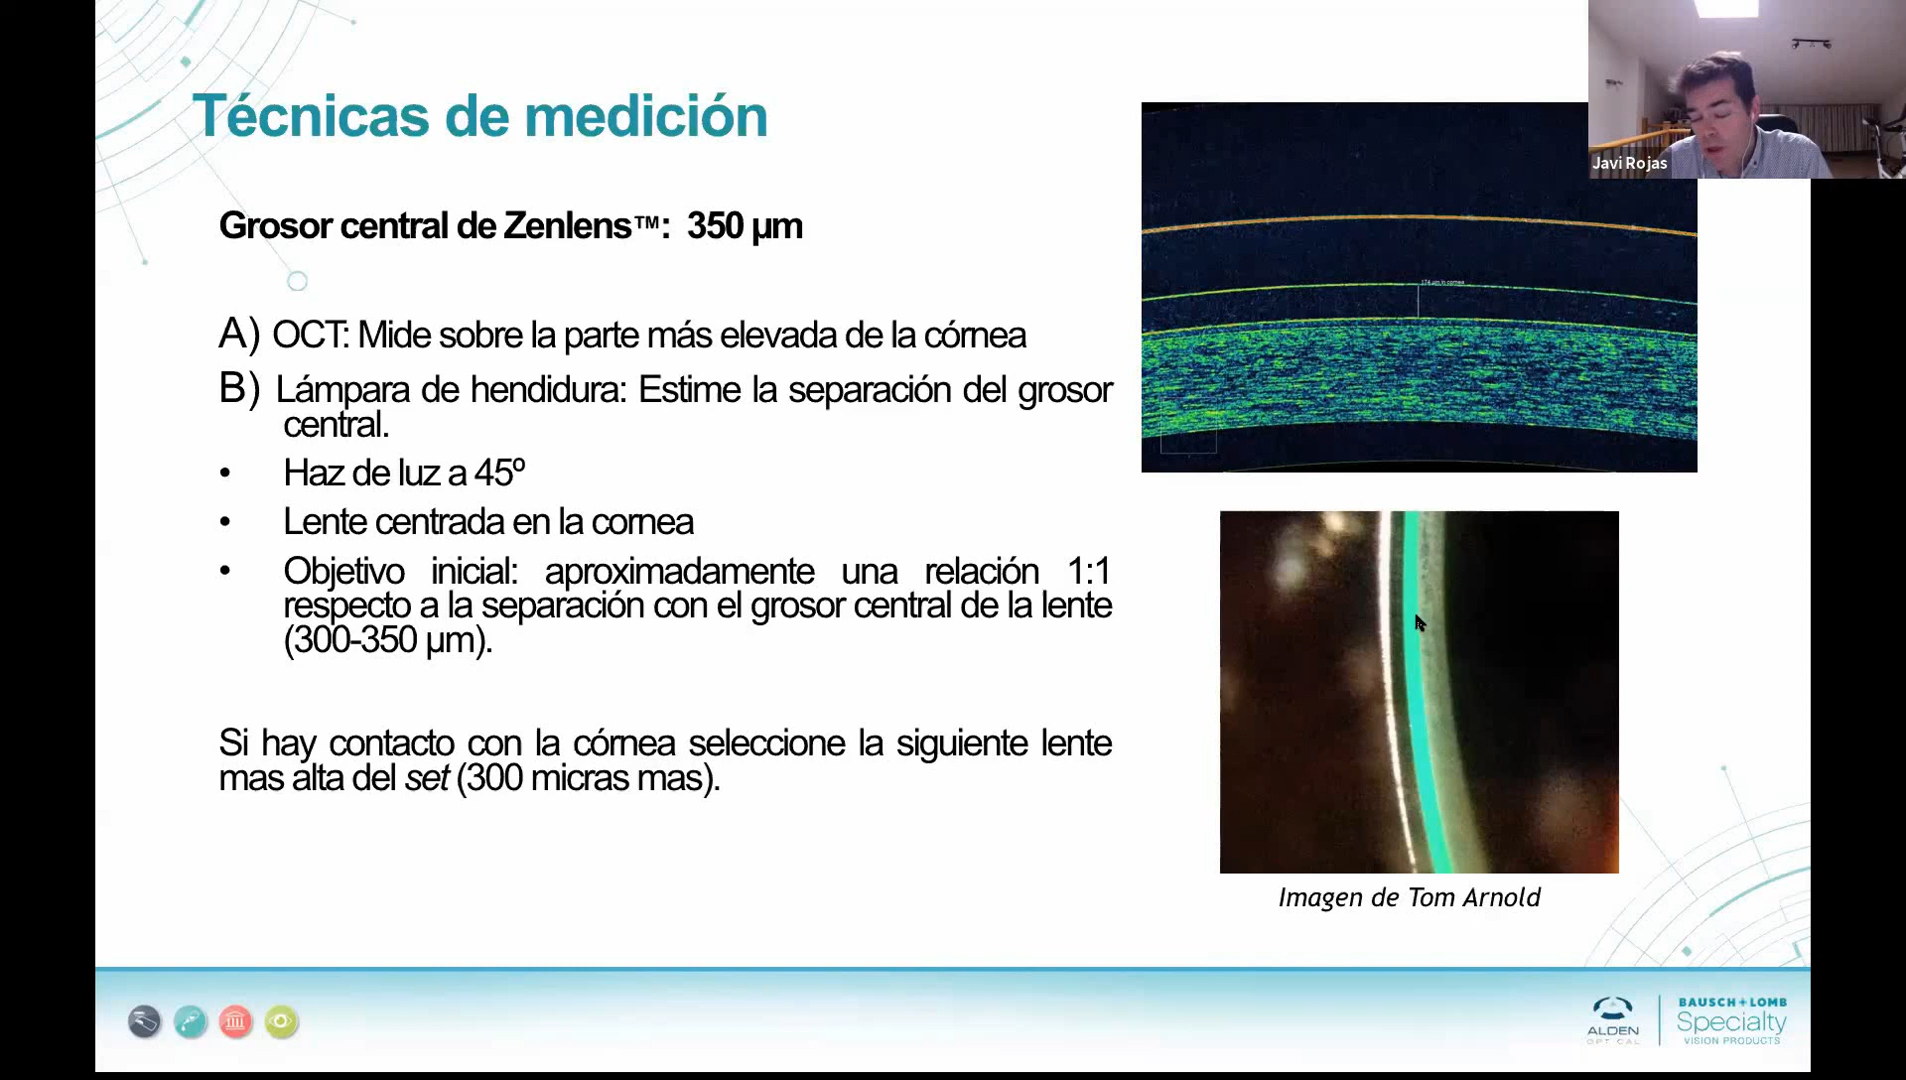 Técnicas de medición
Javi Rojas
Grosor central de Zenlens™: 350 µm
A) OCT: Mide sobre la parte más elevada de la córnea
B) Lámpara de hendidura: Estime la separación del grosor
central.
• Haz de luz a 45º
• Lente centrada en la cornea
• Objetivo inicial: aproximadamente una relación 1:1
respecto a la separación con el grosor central de la lente
(300-350 µm).
Si hay contacto con la córnea seleccione la siguiente lente
mas alta del set (300 micras mas).
Imagen de Tom Arnold
ALDEN
OPTICAL
BAUSCH + LOMB
Specialty
VISION PRODUCTS